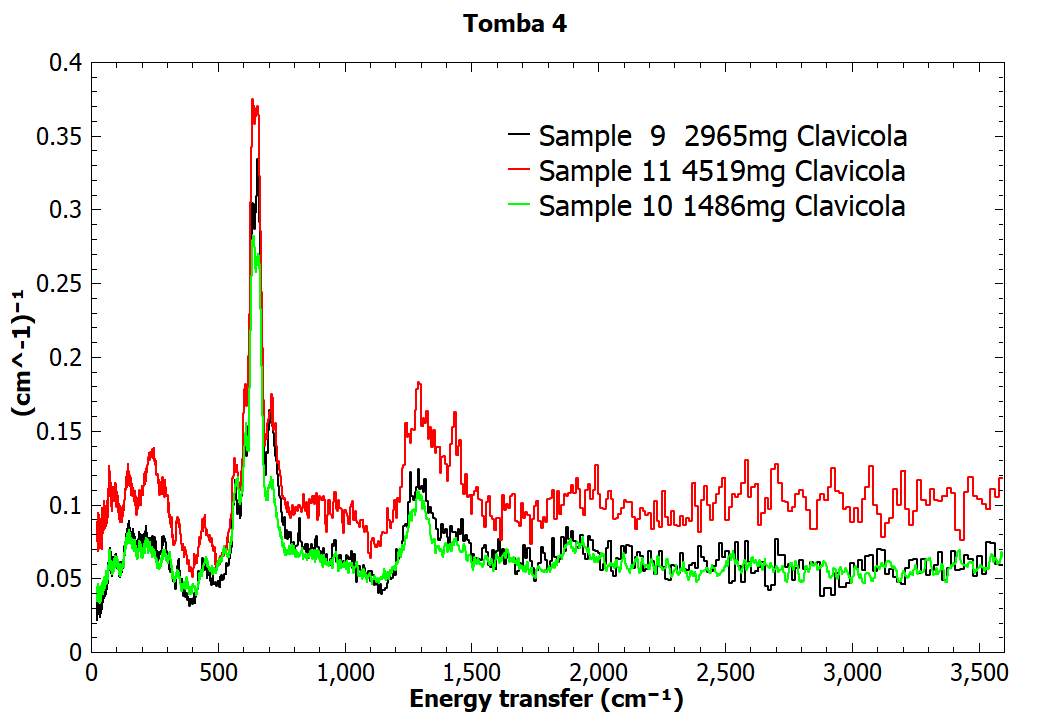 Tomba 4
0.4
0.35
0.3
0.25
0.2
0.15
0.1
0.05
0
(cm^-1)⁻¹
Sample 9 2965mg Clavicola
Sample 11 4519mg Clavicola
Sample 10 1486mg Clavicola
0 500 1,000 1,500 2,000 2,500 3,000 3,500
Energy transfer (cm⁻¹)